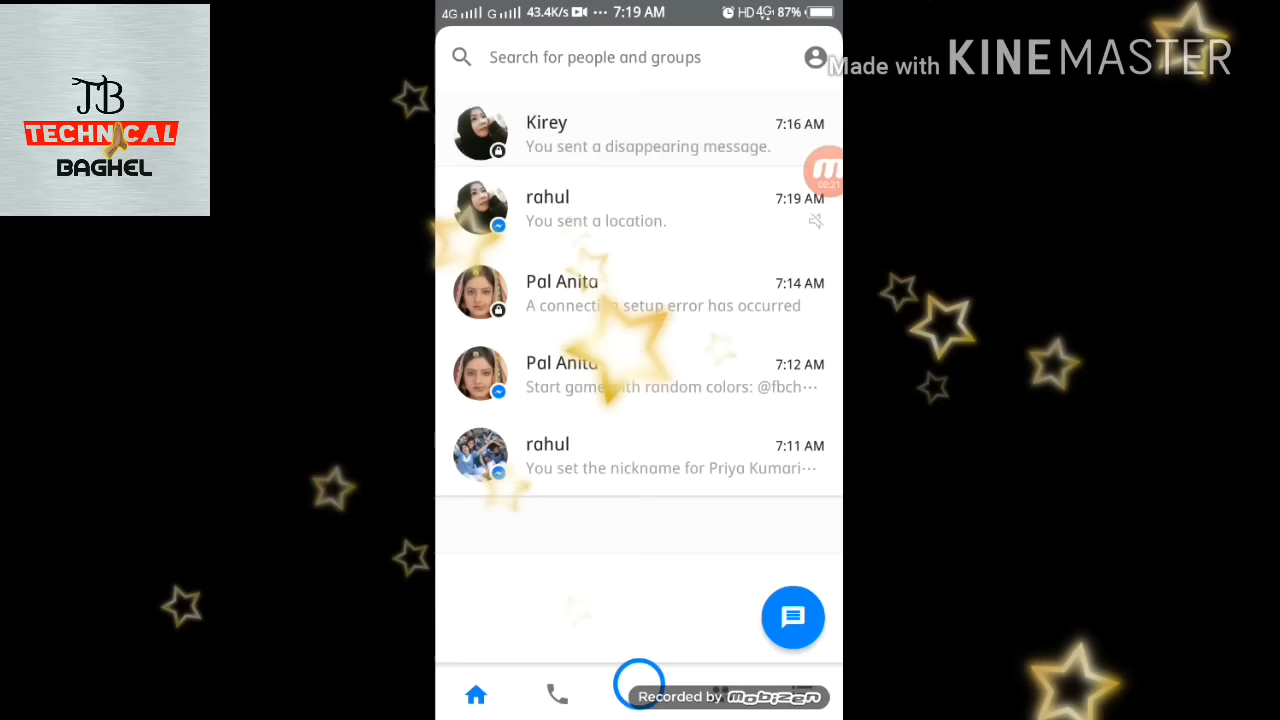 JB
TECHNICAL
BAGHEL
4G G 43.4K/s ··· 7:19 AM HD 4G 87%
Search for people and groups
Made with KINEMASTER
Kirey 7:16 AM
You sent a disappearing message.
00:21
rahul 7:19 AM
You sent a location.
Pal Anita 7:14 AM
A connection setup error has occurred
Pal Anita 7:12 AM
Start game with random colors: @fbch···
rahul 7:11 AM
You set the nickname for Priya Kumari···
Recorded by mobizen